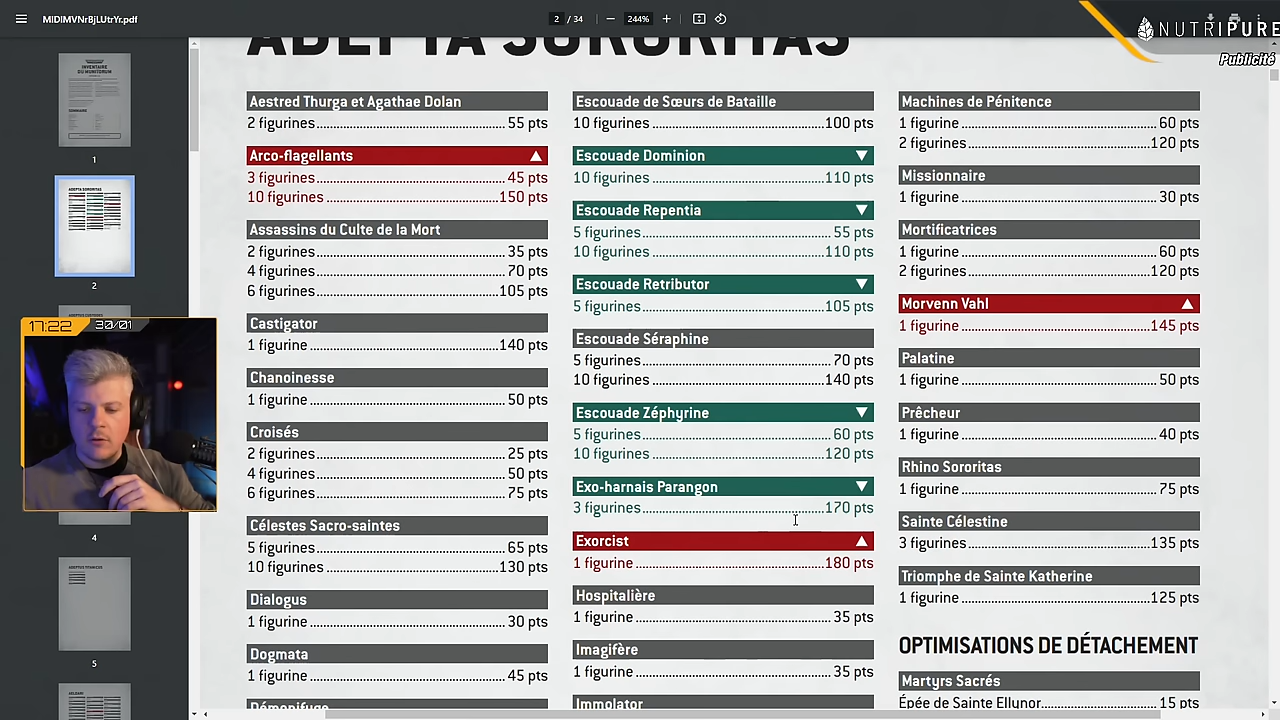 MIDIMVNrBjLUtrYr.pdf
2 / 34
244%
NUTRIPURE
Publicité
1
2
4
5
17:22 30/01
ADEPTA SORORITAS
Aestred Thurga et Agathae Dolan
2 figurines 55 pts
Arco-flagellants
3 figurines 45 pts
10 figurines 150 pts
Assassins du Culte de la Mort
2 figurines 35 pts
4 figurines 70 pts
6 figurines 105 pts
Castigator
1 figurine 140 pts
Chanoinesse
1 figurine 50 pts
Croisés
2 figurines 25 pts
4 figurines 50 pts
6 figurines 75 pts
Célestes Sacro-saintes
5 figurines 65 pts
10 figurines 130 pts
Dialogus
1 figurine 30 pts
Dogmata
1 figurine 45 pts
Démonifuge
Escouade de Sœurs de Bataille
10 figurines 100 pts
Escouade Dominion
10 figurines 110 pts
Escouade Repentia
5 figurines 55 pts
10 figurines 110 pts
Escouade Retributor
5 figurines 105 pts
Escouade Séraphine
5 figurines 70 pts
10 figurines 140 pts
Escouade Zéphyrine
5 figurines 60 pts
10 figurines 120 pts
Exo-harnais Parangon
3 figurines 170 pts
Exorcist
1 figurine 180 pts
Hospitalière
1 figurine 35 pts
Imagifère
1 figurine 35 pts
Immolator
Machines de Pénitence
1 figurine 60 pts
2 figurines 120 pts
Missionnaire
1 figurine 30 pts
Mortificatrices
1 figurine 60 pts
2 figurines 120 pts
Morvenn Vahl
1 figurine 145 pts
Palatine
1 figurine 50 pts
Prêcheur
1 figurine 40 pts
Rhino Sororitas
1 figurine 75 pts
Sainte Célestine
3 figurines 135 pts
Triomphe de Sainte Katherine
1 figurine 125 pts
OPTIMISATIONS DE DÉTACHEMENT
Martyrs Sacrés
Épée de Sainte Ellynor 15 pts